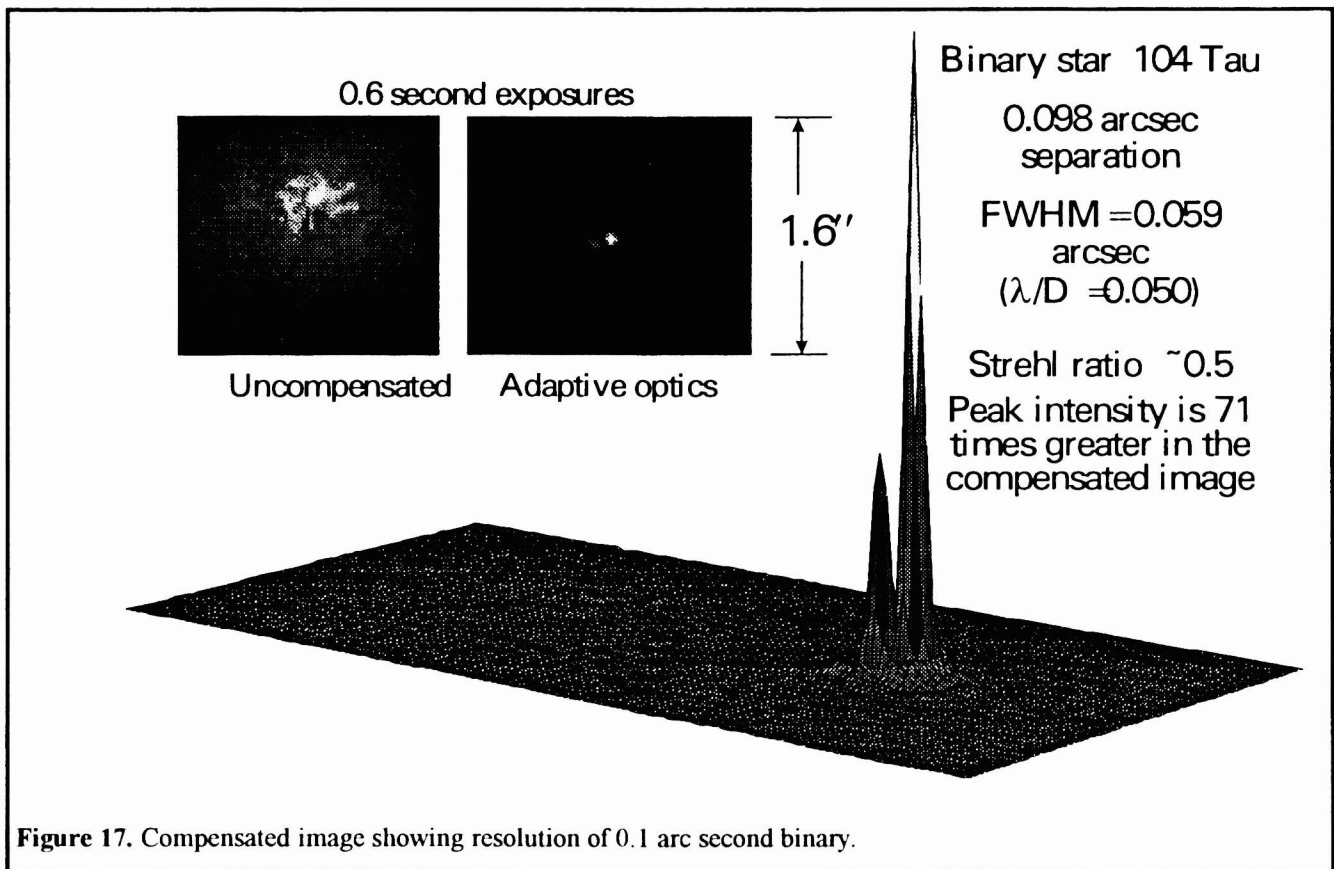 0.6 second exposures
Uncompensated
Adaptive optics
1.6″
Binary star 104 Tau
0.098 arcsec
separation
FWHM =0.059
arcsec
(λ/D =0.050)
Strehl ratio ~0.5
Peak intensity is 71
times greater in the
compensated image
Figure 17. Compensated image showing resolution of 0.1 arc second binary.